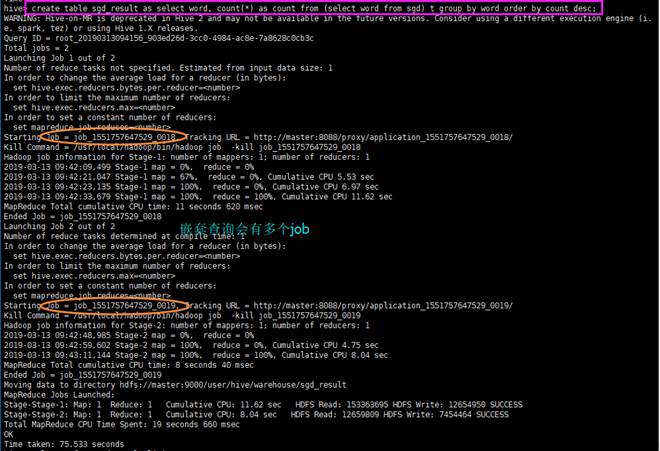 hive> create table sgd_result as select word, count(*) as count from (select word from sgd) t group by word order by count desc;
WARNING: Hive-on-MR is deprecated in Hive 2 and may not be available in the future versions. Consider using a different execution engine (i.
e. spark, tez) or using Hive 1.X releases.
Query ID = root_20190313094156_903ed26d-3cc0-4984-ac8e-7a8628c0cb3c
Total jobs = 2
Launching Job 1 out of 2
Number of reduce tasks not specified. Estimated from input data size: 1
In order to change the average load for a reducer (in bytes):
set hive.exec.reducers.bytes.per.reducer=<number>
In order to limit the maximum number of reducers:
set hive.exec.reducers.max=<number>
In order to set a constant number of reducers:
set mapreduce.job.reduces=<number>
Starting Job = job_1551757647529_0018, Tracking URL = http://master:8088/proxy/application_1551757647529_0018/
Kill Command = /usr/local/hadoop/bin/hadoop job  -kill job_1551757647529_0018
Hadoop job information for Stage-1: number of mappers: 1; number of reducers: 1
2019-03-13 09:42:09,499 Stage-1 map = 0%,  reduce = 0%
2019-03-13 09:42:21,047 Stage-1 map = 67%,  reduce = 0%, Cumulative CPU 5.53 sec
2019-03-13 09:42:23,135 Stage-1 map = 100%,  reduce = 0%, Cumulative CPU 6.97 sec
2019-03-13 09:42:33,679 Stage-1 map = 100%,  reduce = 100%, Cumulative CPU 11.62 sec
MapReduce Total cumulative CPU time: 11 seconds 620 msec
Ended Job = job_1551757647529_0018
Launching Job 2 out of 2
嵌套查询会有多个job
Number of reduce tasks determined at compile time: 1
In order to change the average load for a reducer (in bytes):
set hive.exec.reducers.bytes.per.reducer=<number>
In order to limit the maximum number of reducers:
set hive.exec.reducers.max=<number>
In order to set a constant number of reducers:
set mapreduce.job.reduces=<number>
Starting Job = job_1551757647529_0019, Tracking URL = http://master:8088/proxy/application_1551757647529_0019/
Kill Command = /usr/local/hadoop/bin/hadoop job  -kill job_1551757647529_0019
Hadoop job information for Stage-2: number of mappers: 1; number of reducers: 1
2019-03-13 09:42:48,985 Stage-2 map = 0%,  reduce = 0%
2019-03-13 09:42:59,602 Stage-2 map = 100%,  reduce = 0%, Cumulative CPU 4.75 sec
2019-03-13 09:43:11,144 Stage-2 map = 100%,  reduce = 100%, Cumulative CPU 8.04 sec
MapReduce Total cumulative CPU time: 8 seconds 40 msec
Ended Job = job_1551757647529_0019
Moving data to directory hdfs://master:9000/user/hive/warehouse/sgd_result
MapReduce Jobs Launched:
Stage-Stage-1: Map: 1  Reduce: 1   Cumulative CPU: 11.62 sec   HDFS Read: 153363695 HDFS Write: 12654950 SUCCESS
Stage-Stage-2: Map: 1  Reduce: 1   Cumulative CPU: 8.04 sec   HDFS Read: 12659809 HDFS Write: 7454464 SUCCESS
Total MapReduce CPU Time Spent: 19 seconds 660 msec
OK
Time taken: 75.533 seconds